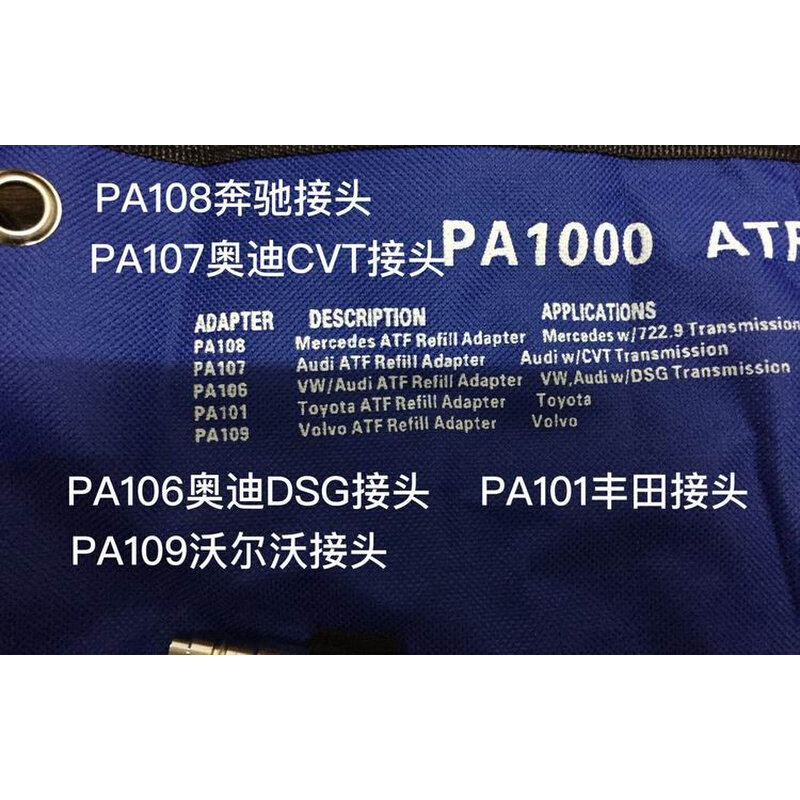 PA108奔驰接头
PA107奥迪CVT接头
PA1000 ATF
ADAPTER DESCRIPTION APPLICATIONS
PA108 Mercedes ATF Refill Adapter Mercedes w/722.9 Transmission
PA107 Audi ATF Refill Adapter Audi w/CVT Transmission
PA106 VW/Audi ATF Refill Adapter VW,Audi w/DSG Transmission
PA101 Toyota ATF Refill Adapter Toyota
PA109 Volvo ATF Refill Adapter Volvo
PA106奥迪DSG接头 PA101丰田接头
PA109沃尔沃接头